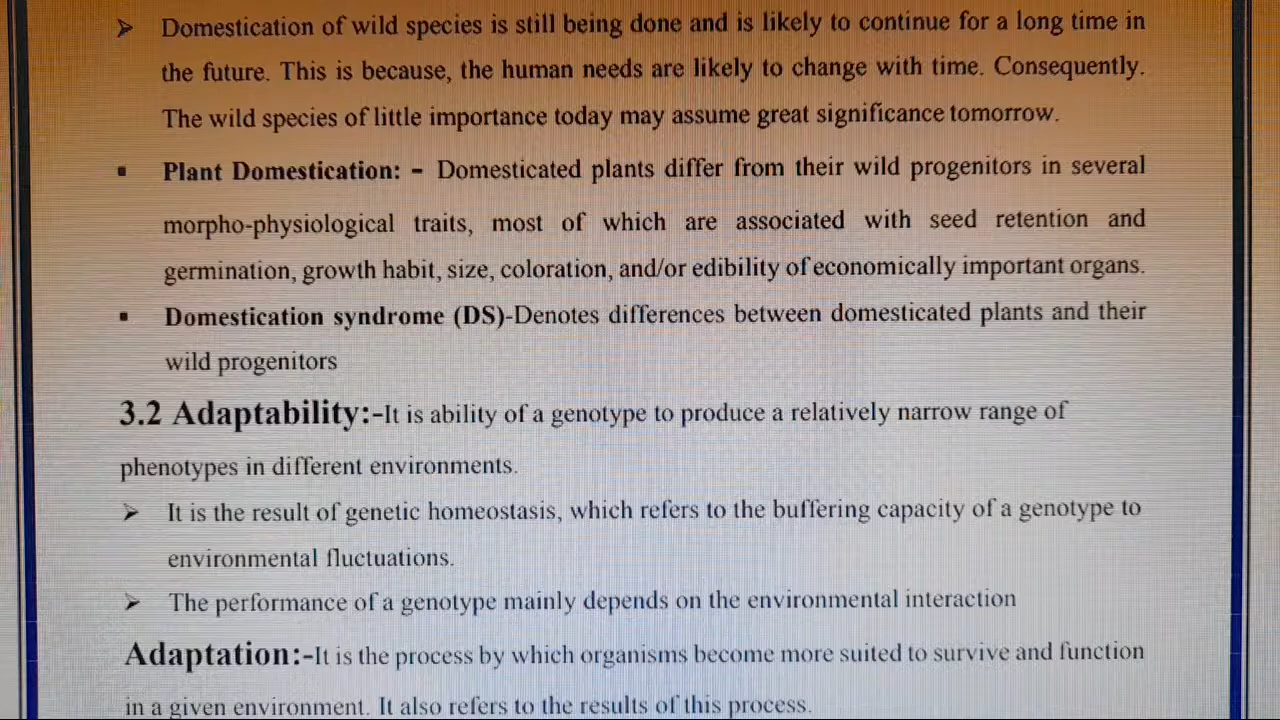 ➢ Domestication of wild species is still being done and is likely to continue for a long time in
the future. This is because, the human needs are likely to change with time. Consequently.
The wild species of little importance today may assume great significance tomorrow.
▪ Plant Domestication: - Domesticated plants differ from their wild progenitors in several
morpho-physiological traits, most of which are associated with seed retention and
germination, growth habit, size, coloration, and/or edibility of economically important organs.
▪ Domestication syndrome (DS)-Denotes differences between domesticated plants and their
wild progenitors
3.2 Adaptability:-It is ability of a genotype to produce a relatively narrow range of
phenotypes in different environments.
➢ It is the result of genetic homeostasis, which refers to the buffering capacity of a genotype to
environmental fluctuations.
➢ The performance of a genotype mainly depends on the environmental interaction
Adaptation:-It is the process by which organisms become more suited to survive and function
in a given environment. It also refers to the results of this process.